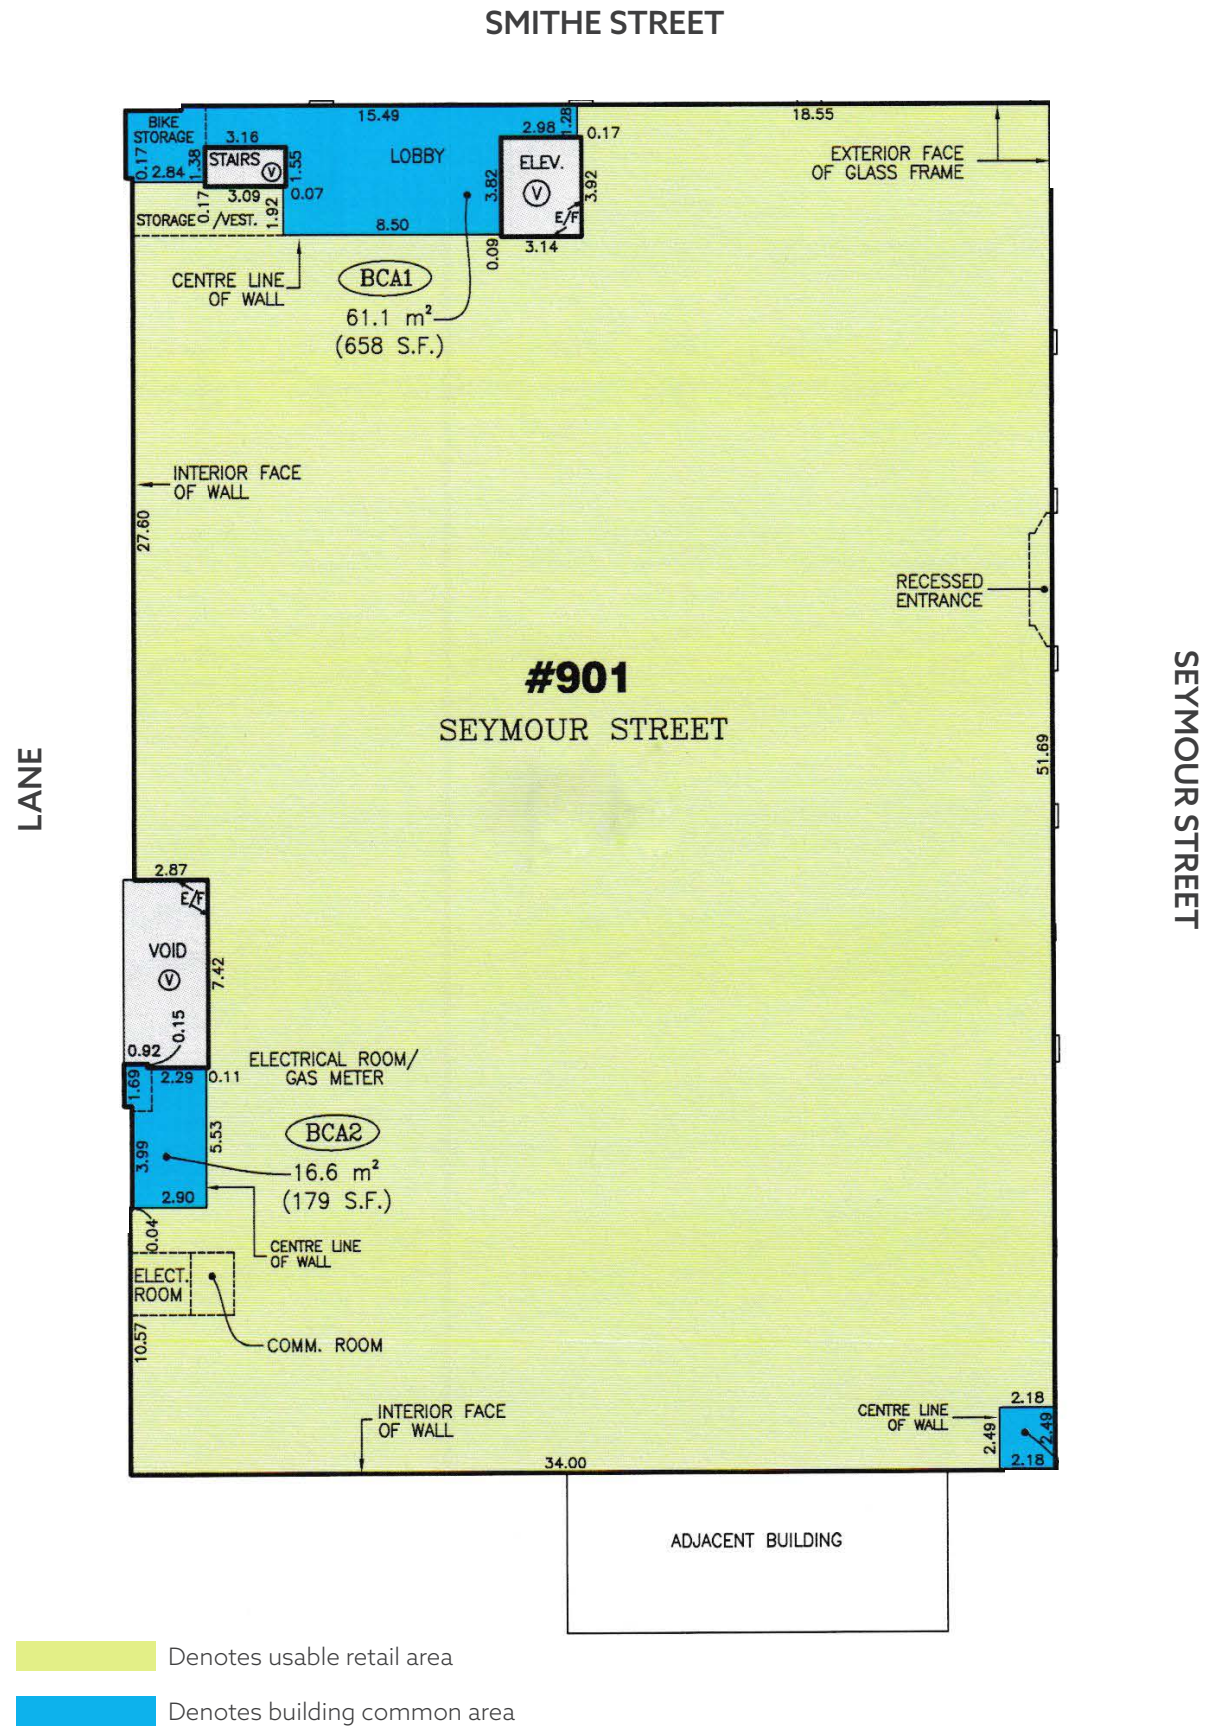 SMITHE STREET
15.49
18.55
BIKE
STORAGE
3.16
2.98
1.28
0.17
LOBBY
STAIRS
V
ELEV.
V
EXTERIOR FACE
OF GLASS FRAME
0.17
2.84
1.38
1.55
3.82
3.92
3.09
0.07
0.17
STORAGE /VEST.
1.92
8.50
E/F
3.14
0.09
CENTRE LINE
OF WALL
BCA1
61.1 m²
(658 S.F.)
INTERIOR FACE
OF WALL
27.60
RECESSED
ENTRANCE
#901
SEYMOUR STREET
SEYMOUR STREET
LANE
51.69
2.87
E/F
VOID
V
7.42
0.15
0.92
1.69
2.29
0.11
ELECTRICAL ROOM/
GAS METER
BCA2
5.53
3.99
16.6 m²
(179 S.F.)
2.90
0.04
CENTRE LINE
OF WALL
ELECT.
ROOM
10.57
COMM. ROOM
INTERIOR FACE
OF WALL
CENTRE LINE
OF WALL
2.18
2.49
2.49
2.18
34.00
ADJACENT BUILDING
Denotes usable retail area
Denotes building common area